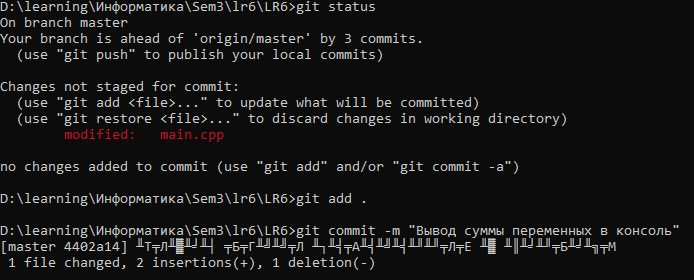 D:\learning\Информатика\Sem3\lr6\LR6>git status
On branch master
Your branch is ahead of 'origin/master' by 3 commits.
(use "git push" to publish your local commits)
Changes not staged for commit:
(use "git add <file>..." to update what will be committed)
(use "git restore <file>..." to discard changes in working directory)
modified: main.cpp
no changes added to commit (use "git add" and/or "git commit -a")
D:\learning\Информатика\Sem3\lr6\LR6>git add .
D:\learning\Информатика\Sem3\lr6\LR6>git commit -m "Вывод суммы переменных в консоль"
[master 4402a14] ╨Т╤Л╨▓╨╛╨┤ ╤Б╤Г╨╝╨╝╤Л ╨┐╨╡╤А╨╡╨╝╨╡╨╜╨╜╤Л╤Е ╨▓ ╨║╨╛╨╜╤Б╨╛╨╗╤М
1 file changed, 2 insertions(+), 1 deletion(-)